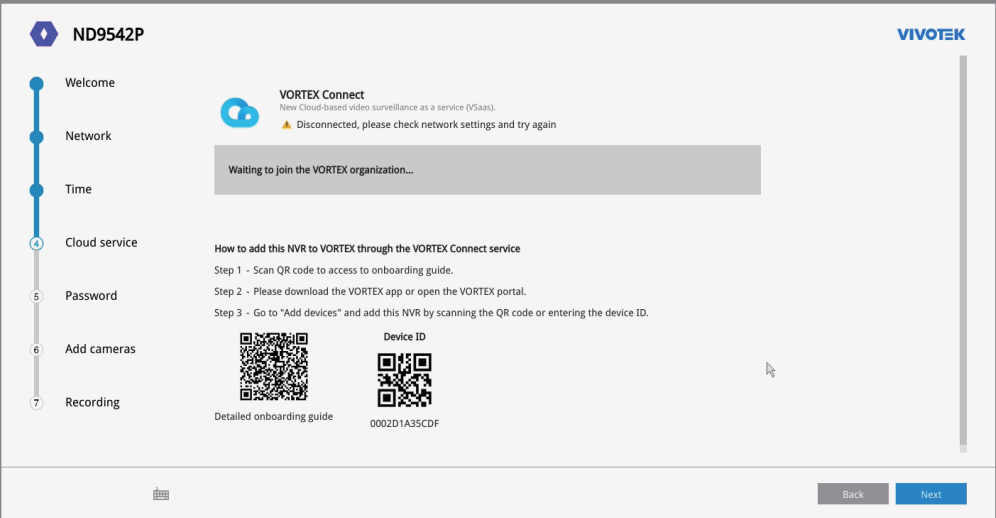 ND9542P
VIVOTEK
Welcome
Network
Time
4 Cloud service
5 Password
6 Add cameras
7 Recording
VORTEX Connect
New Cloud-based video surveillance as a service (VSaas).
Disconnected, please check network settings and try again
Waiting to join the VORTEX organization...
How to add this NVR to VORTEX through the VORTEX Connect service
Step 1 - Scan QR code to access to onboarding guide.
Step 2 - Please download the VORTEX app or open the VORTEX portal.
Step 3 - Go to "Add devices" and add this NVR by scanning the QR code or entering the device ID.
Device ID
Detailed onboarding guide
0002D1A35CDF
Back
Next